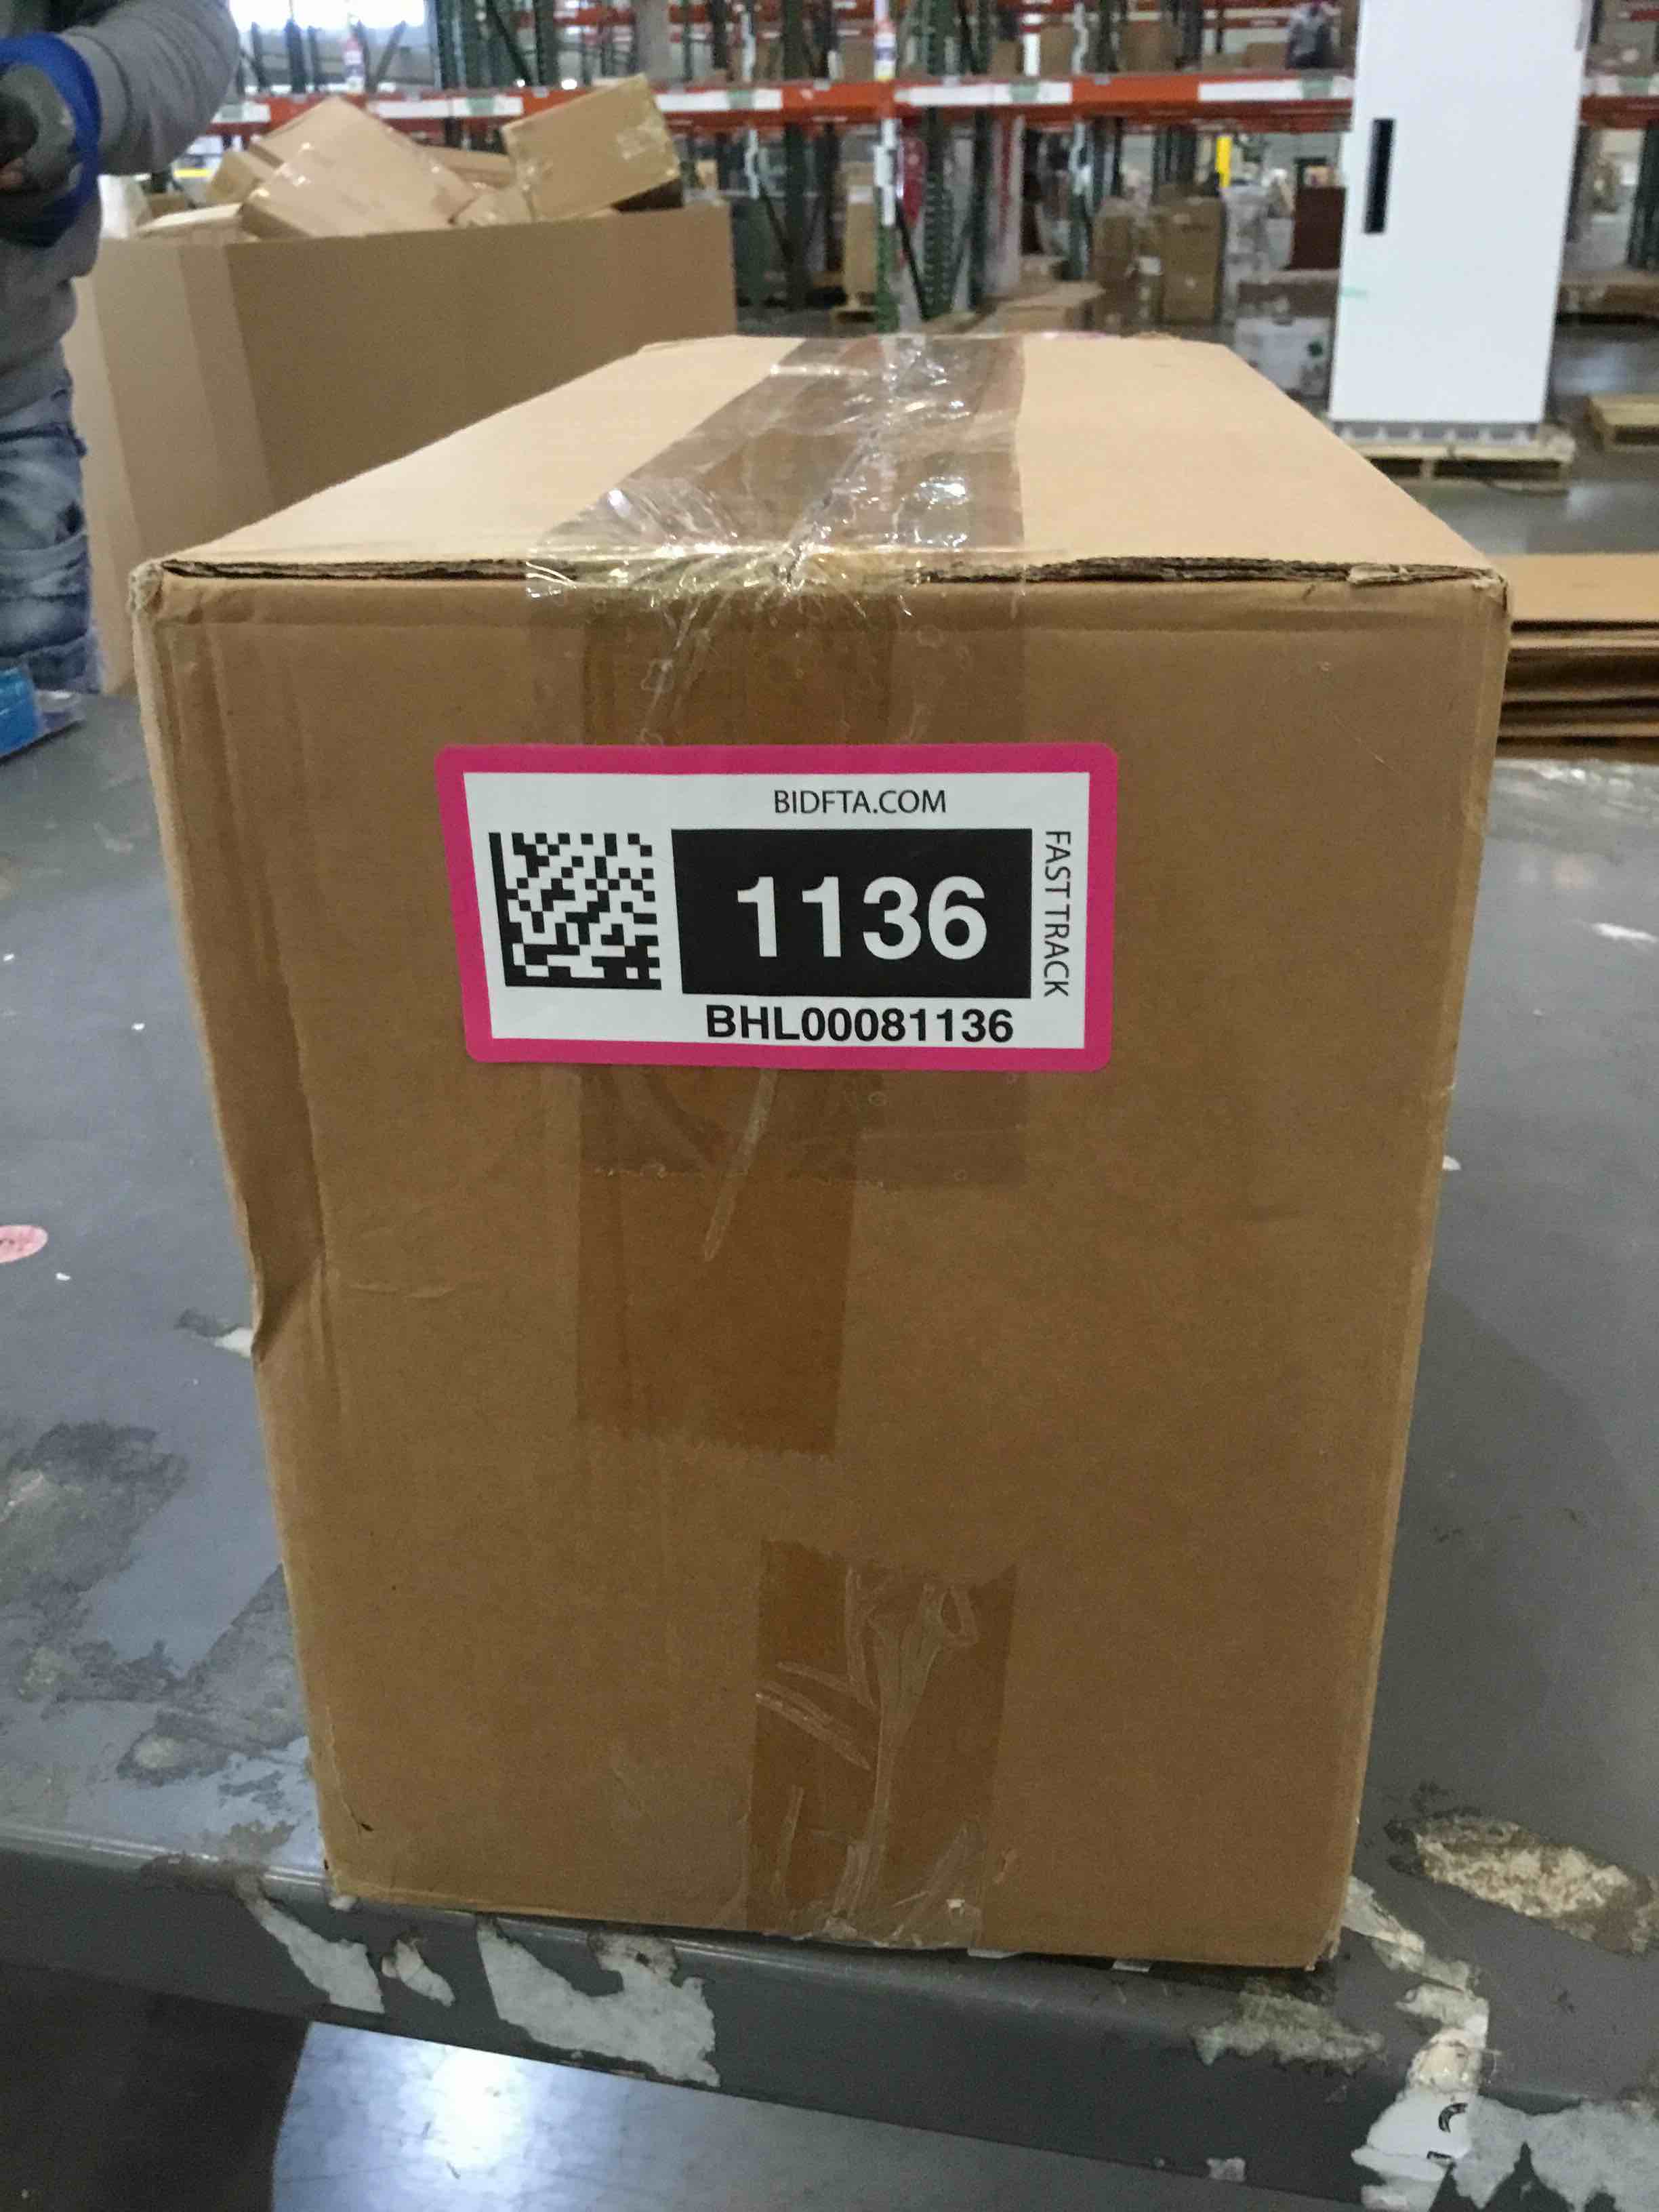 BIDFTA.COM
1136
FAST TRACK
BHL00081136